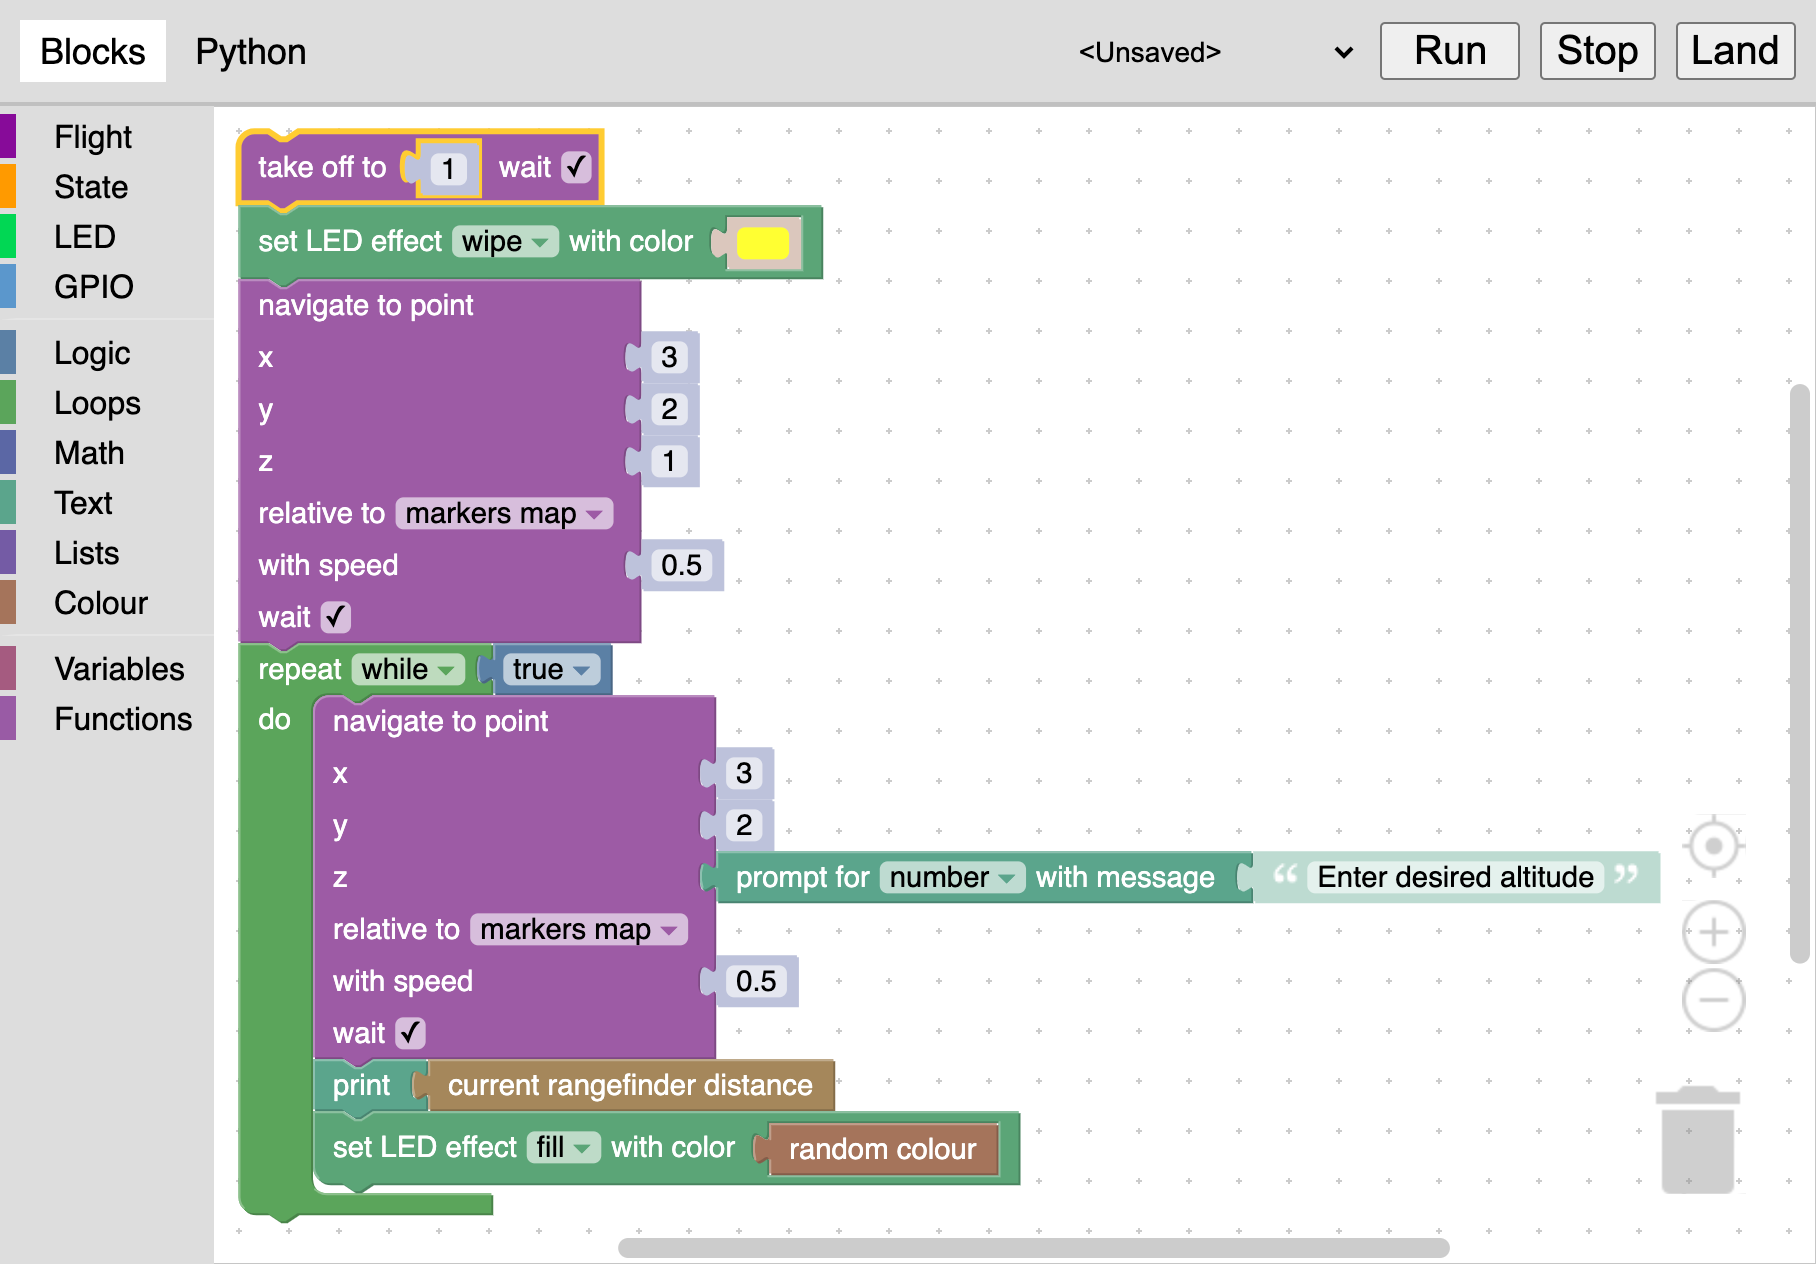 Blocks Python <Unsaved> Run Stop Land
Flight
State
LED
GPIO
Logic
Loops
Math
Text
Lists
Colour
Variables
Functions
take off to 1 wait ✓
set LED effect wipe with color
navigate to point
x 3
y 2
z 1
relative to markers map
with speed 0.5
wait ✓
repeat while true
do navigate to point
x 3
y 2
z prompt for number with message “ Enter desired altitude ”
relative to markers map
with speed 0.5
wait ✓
print current rangefinder distance
set LED effect fill with color random colour